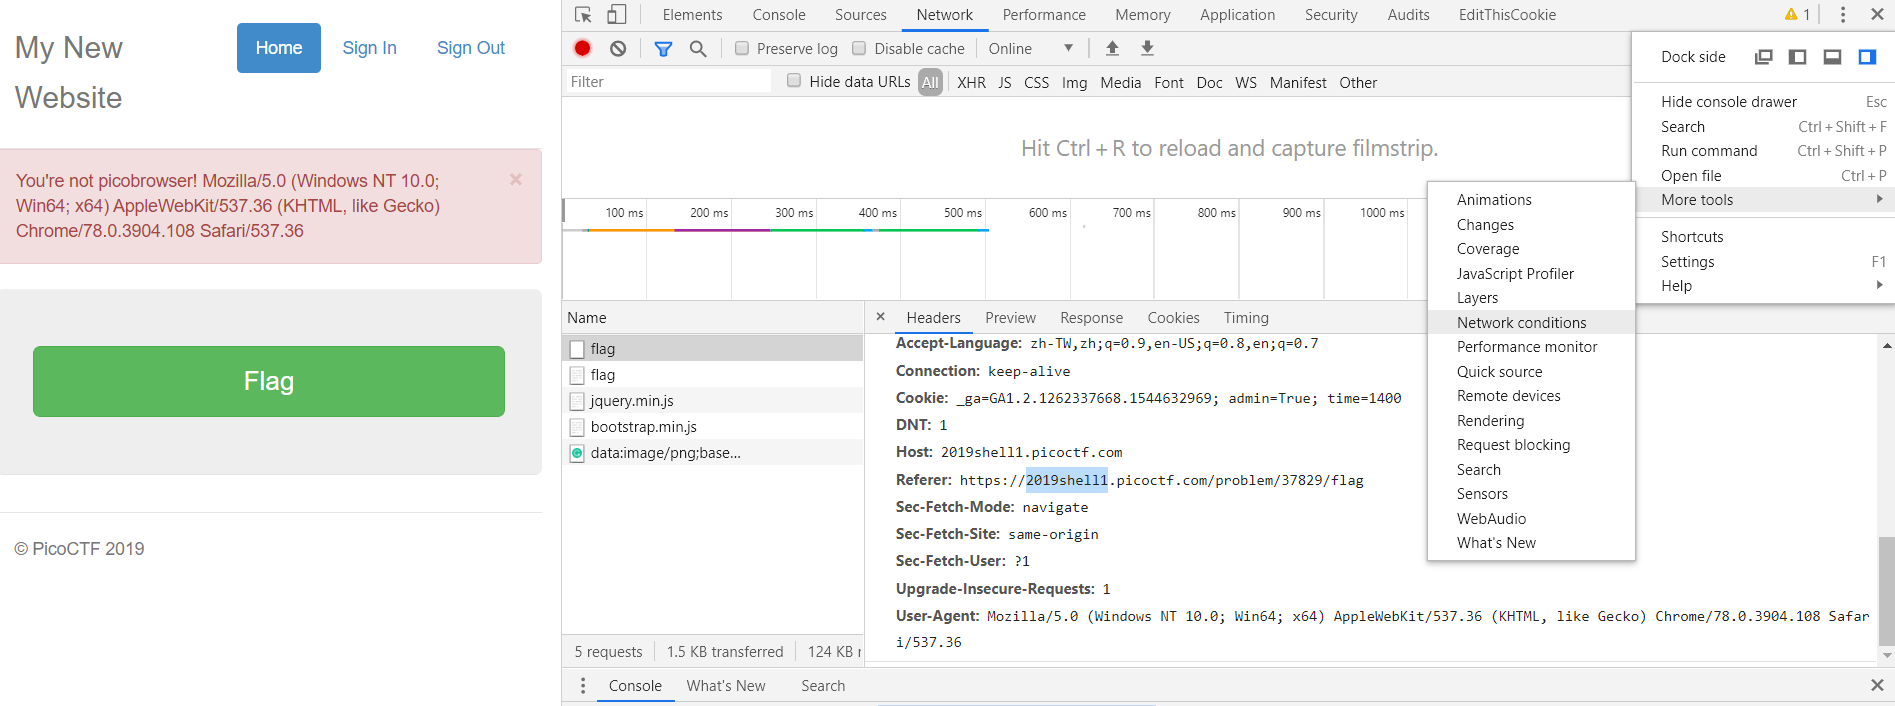 My New
Website
Home Sign In Sign Out
You're not picobrowser! Mozilla/5.0 (Windows NT 10.0;
Win64; x64) AppleWebKit/537.36 (KHTML, like Gecko)
Chrome/78.0.3904.108 Safari/537.36
×
Flag
© PicoCTF 2019
Elements Console Sources Network Performance Memory Application Security Audits EditThisCookie
1
Preserve log Disable cache Online
Filter
Hide data URLs All XHR JS CSS Img Media Font Doc WS Manifest Other
Hit Ctrl + R to reload and capture filmstrip.
100 ms 200 ms 300 ms 400 ms 500 ms 600 ms 700 ms 800 ms 900 ms 1000 ms
Name
flag
flag
jquery.min.js
bootstrap.min.js
data:image/png;base...
5 requests 1.5 KB transferred 124 KB r
Headers Preview Response Cookies Timing
Accept-Language: zh-TW,zh;q=0.9,en-US;q=0.8,en;q=0.7
Connection: keep-alive
Cookie: _ga=GA1.2.1262337668.1544632969; admin=True; time=1400
DNT: 1
Host: 2019shell1.picoctf.com
Referer: https://2019shell1.picoctf.com/problem/37829/flag
Sec-Fetch-Mode: navigate
Sec-Fetch-Site: same-origin
Sec-Fetch-User: ?1
Upgrade-Insecure-Requests: 1
User-Agent: Mozilla/5.0 (Windows NT 10.0; Win64; x64) AppleWebKit/537.36 (KHTML, like Gecko) Chrome/78.0.3904.108 Safar
i/537.36
Dock side
Hide console drawer Esc
Search Ctrl + Shift + F
Run command Ctrl + Shift + P
Open file Ctrl + P
More tools
Shortcuts
Settings F1
Help
Animations
Changes
Coverage
JavaScript Profiler
Layers
Network conditions
Performance monitor
Quick source
Remote devices
Rendering
Request blocking
Search
Sensors
WebAudio
What's New
Console What's New Search